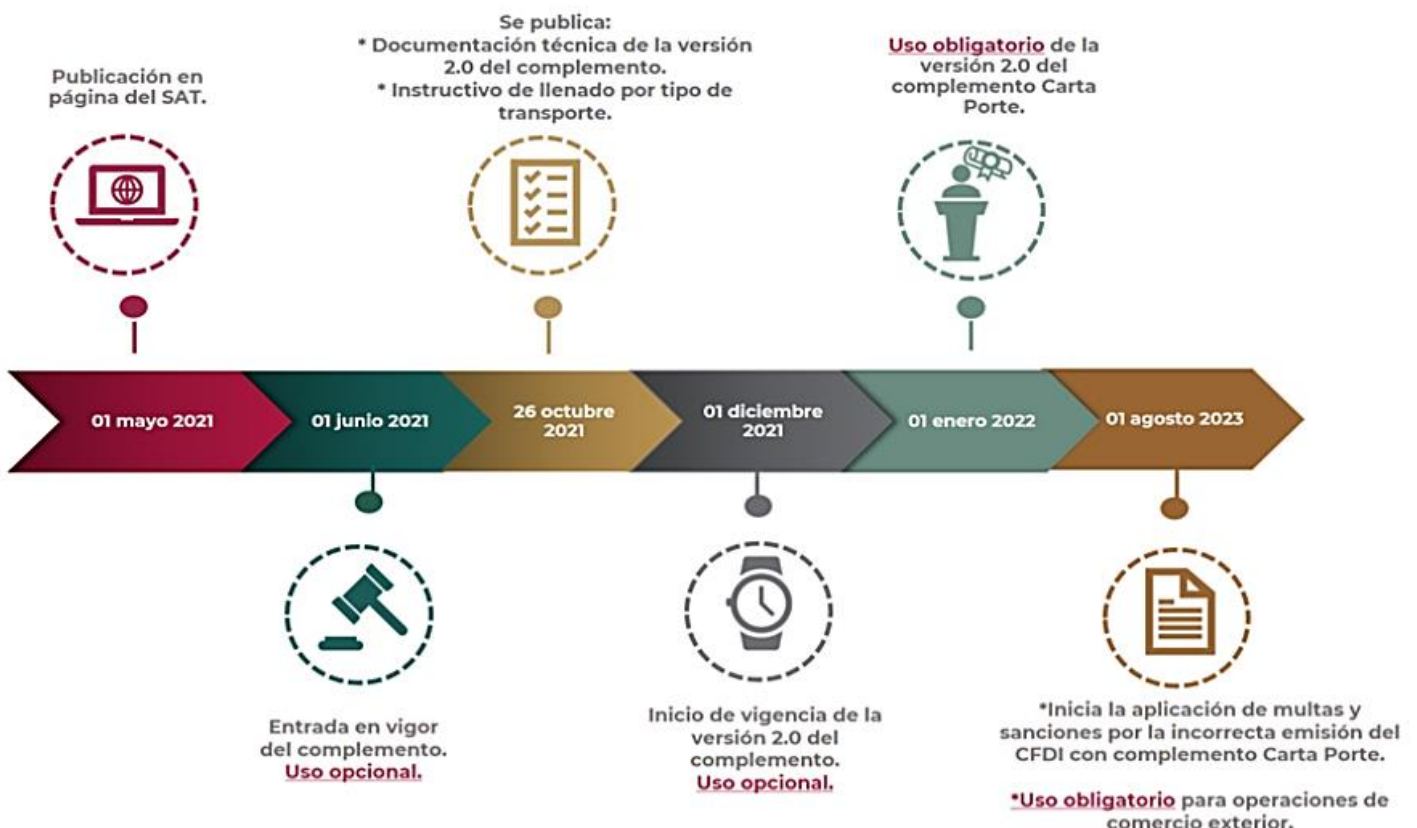 Publicación en
página del SAT.
Se publica:
* Documentación técnica de la versión
2.0 del complemento.
* Instructivo de llenado por tipo de
transporte.
Uso obligatorio de la
versión 2.0 del
complemento Carta
Porte.
01 mayo 2021
01 junio 2021
26 octubre
2021
01 diciembre
2021
01 enero 2022
01 agosto 2023
Entrada en vigor
del complemento.
Uso opcional.
Inicio de vigencia de la
versión 2.0 del
complemento.
Uso opcional.
*Inicia la aplicación de multas y
sanciones por la incorrecta emisión del
CFDI con complemento Carta Porte.
*Uso obligatorio para operaciones de
comercio exterior.